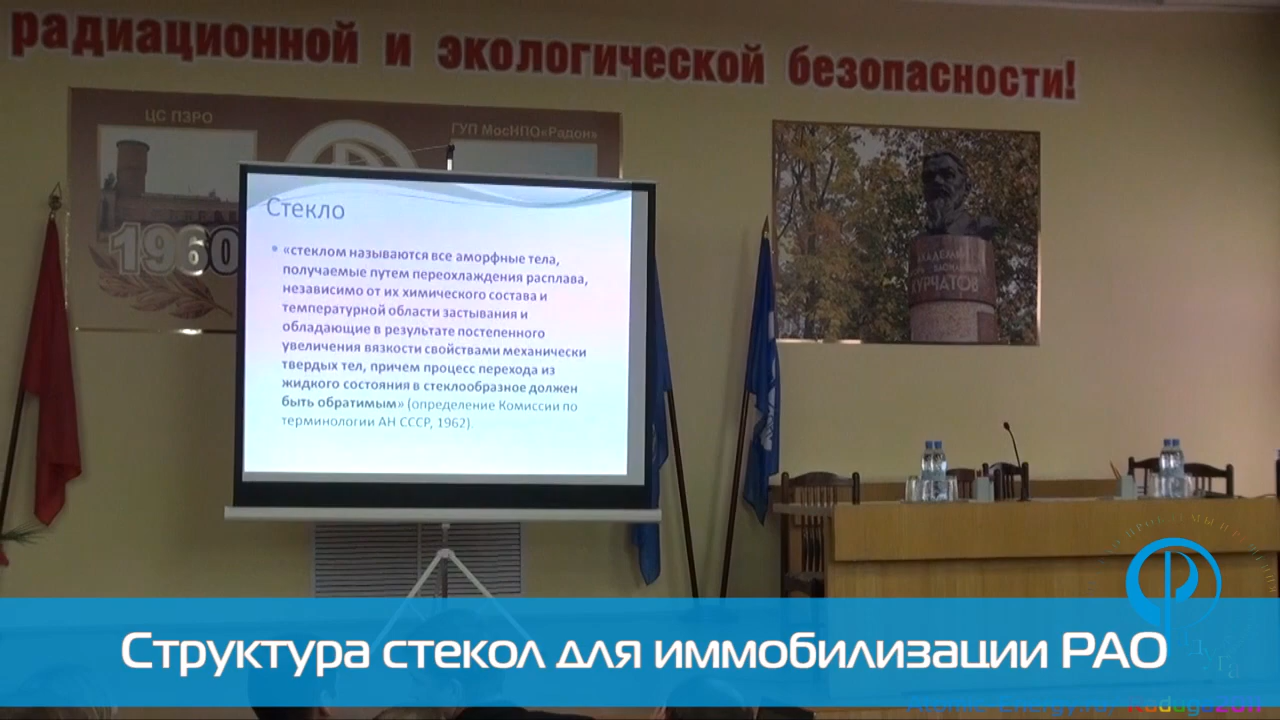 радиационной и экологической безопасности!
ЦС ПЗРО
ГУП МосНПО«Радон»
1960
АКАДЕМИК
КУРЧАТОВ
Стекло
• «стеклом называются все аморфные тела,
получаемые путем переохлаждения расплава,
независимо от их химического состава и
температурной области застывания и
обладающие в результате постепенного
увеличения вязкости свойствами механически
твердых тел, причем процесс перехода из
жидкого состояния в стеклообразное должен
быть обратимым» (определение Комиссии по
терминологии АН СССР, 1962).
Структура стекол для иммобилизации РАО